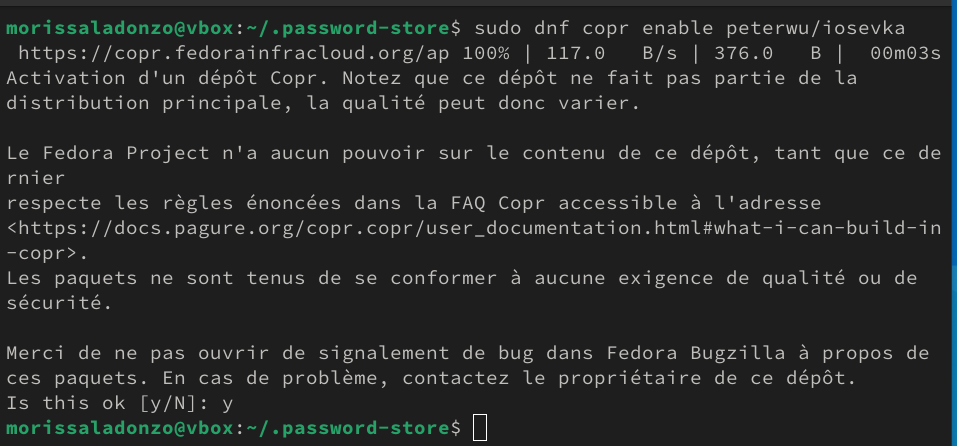 morissaladonzo@vbox:~/.password-store$ sudo dnf copr enable peterwu/iosevka
https://copr.fedorainfracloud.org/ap 100% | 117.0   B/s | 376.0   B |  00m03s
Activation d'un dépôt Copr. Notez que ce dépôt ne fait pas partie de la
distribution principale, la qualité peut donc varier.

Le Fedora Project n'a aucun pouvoir sur le contenu de ce dépôt, tant que ce de
rnier
respecte les règles énoncées dans la FAQ Copr accessible à l'adresse
<https://docs.pagure.org/copr.copr/user_documentation.html#what-i-can-build-in
-copr>.
Les paquets ne sont tenus de se conformer à aucune exigence de qualité ou de
sécurité.

Merci de ne pas ouvrir de signalement de bug dans Fedora Bugzilla à propos de
ces paquets. En cas de problème, contactez le propriétaire de ce dépôt.
Is this ok [y/N]: y
morissaladonzo@vbox:~/.password-store$